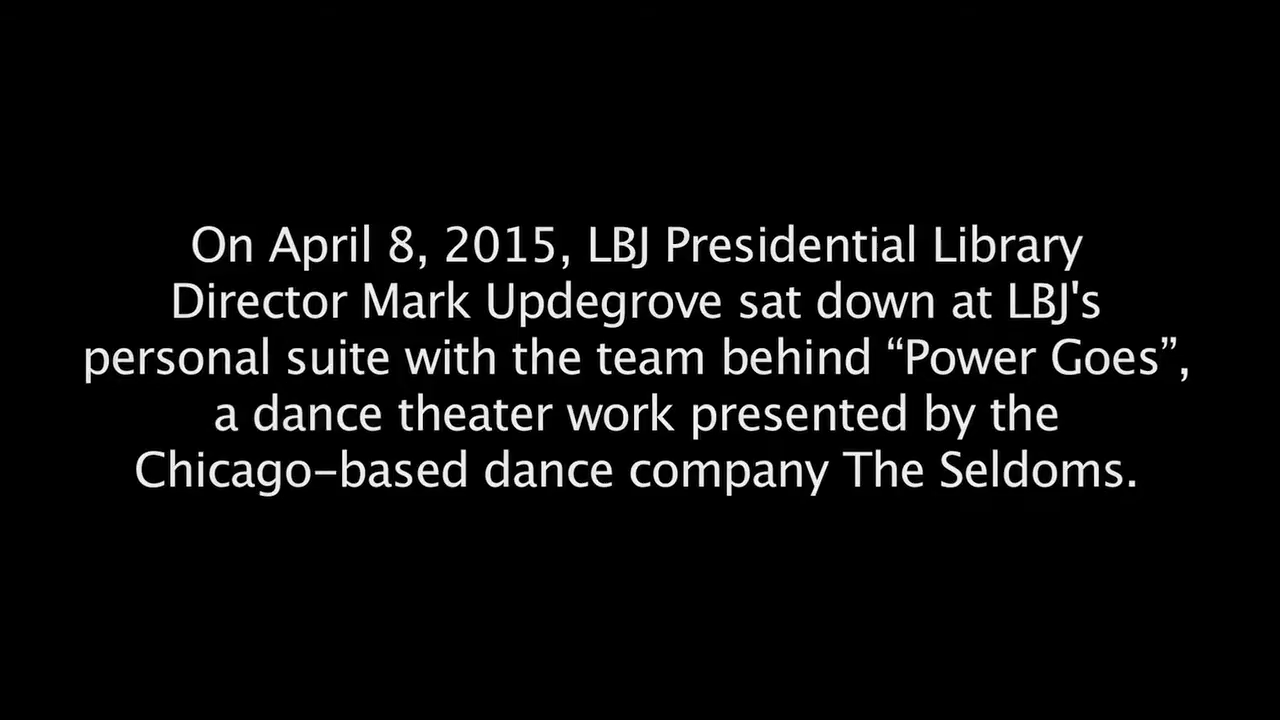 On April 8, 2015, LBJ Presidential Library
Director Mark Updegrove sat down at LBJ's
personal suite with the team behind “Power Goes”,
a dance theater work presented by the
Chicago-based dance company The Seldoms.